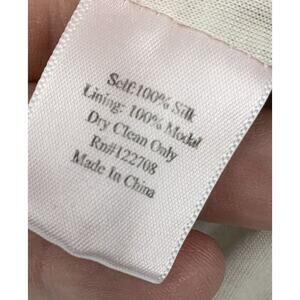 Self:100% Silk
Lining: 100% Modal
Dry Clean Only
Rn#122708
Made In China